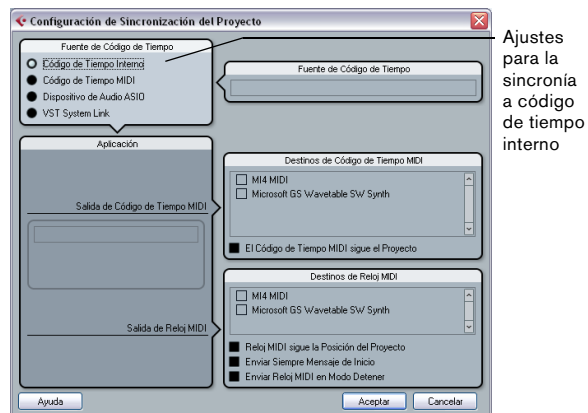 Configuración de Sincronización del Proyecto
Fuente de Código de Tiempo
Código de Tiempo Interno
Código de Tiempo MIDI
Dispositivo de Audio ASIO
VST System Link
Fuente de Código de Tiempo
Aplicación
Salida de Código de Tiempo MIDI
Salida de Reloj MIDI
Destinos de Código de Tiempo MIDI
MI4 MIDI
Microsoft GS Wavetable SW Synth
El Código de Tiempo MIDI sigue el Proyecto
Destinos de Reloj MIDI
MI4 MIDI
Microsoft GS Wavetable SW Synth
Reloj MIDI sigue la Posición del Proyecto
Enviar Siempre Mensaje de Inicio
Enviar Reloj MIDI en Modo Detener
Ayuda
Aceptar
Cancelar
Ajustes
para la
sincronía
a código
de tiempo
interno